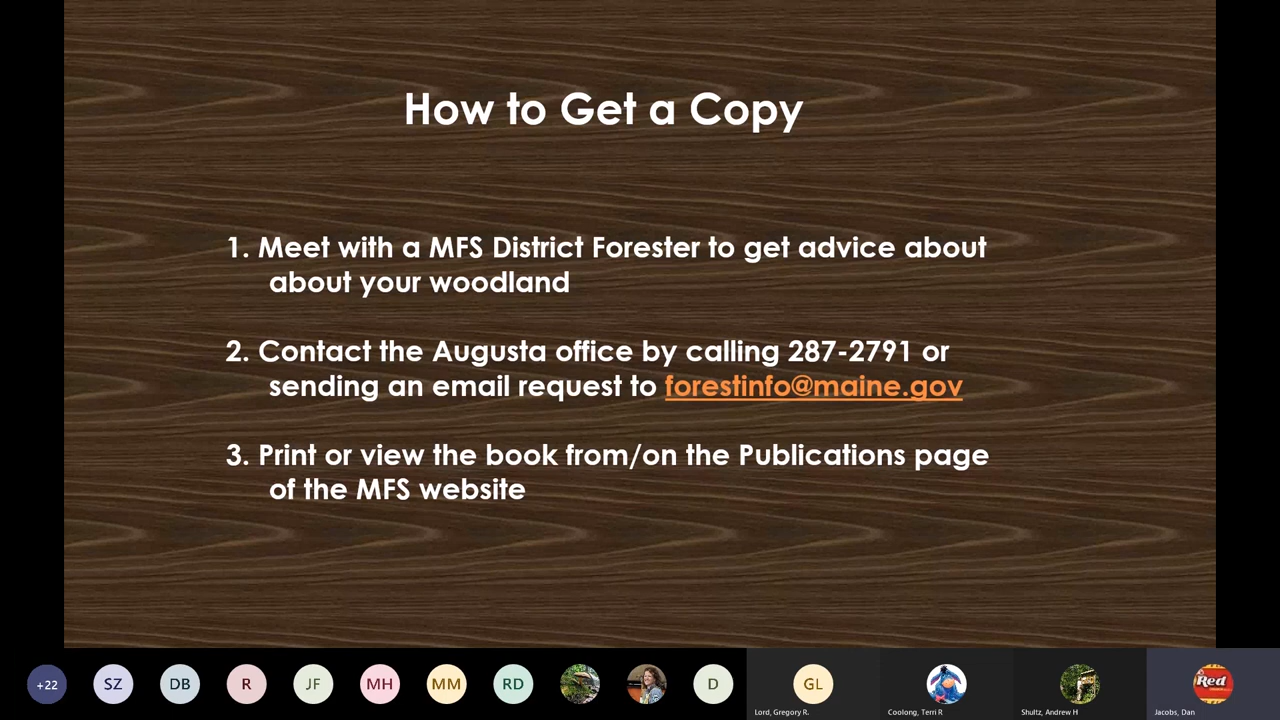 How to Get a Copy
1. Meet with a MFS District Forester to get advice about
about your woodland
2. Contact the Augusta office by calling 287-2791 or
sending an email request to forestinfo@maine.gov
3. Print or view the book from/on the Publications page
of the MFS website
+22
SZ
DB
R
JF
MH
MM
RD
D
GL
Red
Lord, Gregory R.
Coolong, Terri R
Shultz, Andrew H
Jacobs, Dan